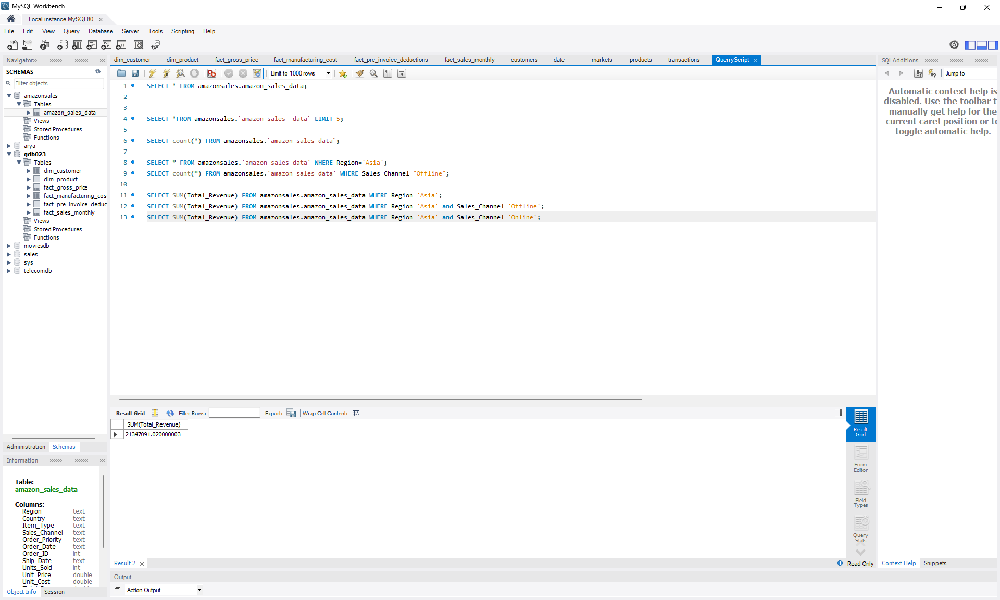 MySQL Workbench
Local instance MySQL80
File Edit View Query Database Server Tools Scripting Help
Navigator
SCHEMAS
Filter objects
amazonsales
Tables
amazon_sales_data
Views
Stored Procedures
Functions
arya
gdb023
Tables
dim_customer
dim_product
fact_gross_price
fact_manufacturing_cost
fact_pre_invoice_deduct
fact_sales_monthly
Views
Stored Procedures
Functions
moviesdb
sales
sys
telecomdb
Administration Schemas
Information
Table:
amazon_sales_data
Columns:
Region text
Country text
Item_Type text
Sales_Channel text
Order_Priority text
Order_Date text
Order_ID int
Ship_Date text
Units_Sold int
Unit_Price double
Unit_Cost double
Object Info Session
dim_customer dim_product fact_gross_price fact_manufacturing_cost fact_pre_invoice_deductions fact_sales_monthly customers date markets products transactions QuerryScript
Limit to 1000 rows
1 SELECT * FROM amazonsales.amazon_sales_data;
2
3
4 SELECT *FROM amazonsales.`amazon_sales _data` LIMIT 5;
5
6 SELECT count(*) FROM amazonsales.`amazon sales data`;
7
8 SELECT * FROM amazonsales.`amazon_sales_data` WHERE Region='Asia';
9 SELECT count(*) FROM amazonsales.`amazon_sales_data` WHERE Sales_Channel="Offline";
10
11 SELECT SUM(Total_Revenue) FROM amazonsales.amazon_sales_data WHERE Region='Asia';
12 SELECT SUM(Total_Revenue) FROM amazonsales.amazon_sales_data WHERE Region='Asia' and Sales_Channel='Offline';
13 SELECT SUM(Total_Revenue) FROM amazonsales.amazon_sales_data WHERE Region='Asia' and Sales_Channel='Online';
Result Grid Filter Rows: Export: Wrap Cell Content:
SUM(Total_Revenue)
21347091.020000003
Result Grid
Form Editor
Field Types
Query Stats
Result 2
Read Only
Output
Action Output
SQLAdditions
Jump to
Automatic context help is
disabled. Use the toolbar t
manually get help for the
current caret position or to
toggle automatic help.
Context Help Snippets